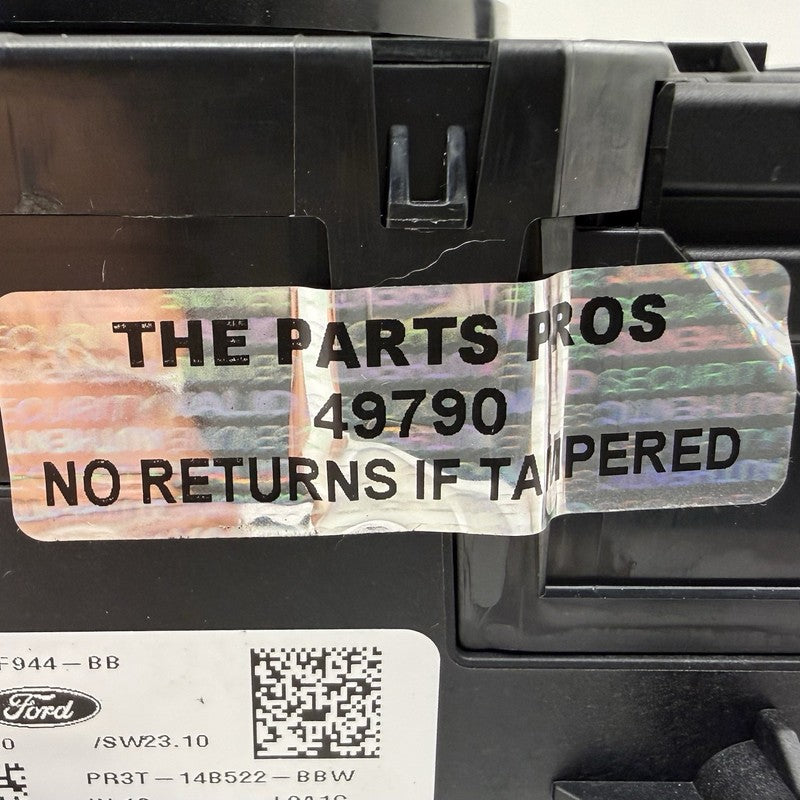 THE PARTS PROS
49790
NO RETURNS IF TAMPERED
F944-BB
Ford
/SW23.10
PR3T-14B522-BBW